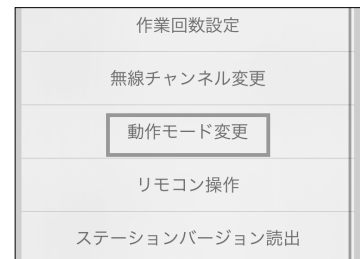 作業回数設定
無線チャンネル変更
動作モード変更
リモコン操作
ステーションバージョン読出